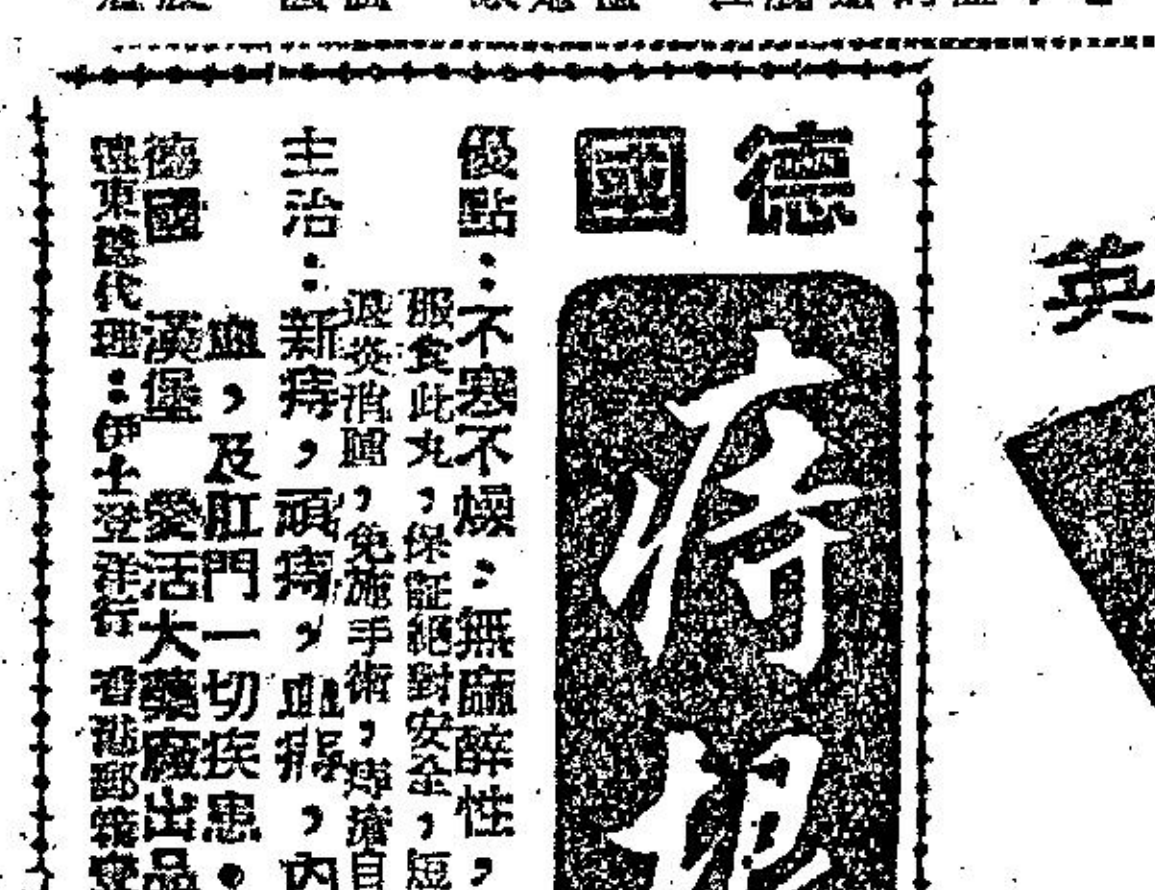 德國
痔
優點：不寒不燥；無麻醉性，
服食此丸，保証絕對安全，短
退炎消腫，免施手術，痔瘡自
主治：新痔，頑痔，血痔，內
血，及肛門一切疾患。
德國 漢堡 愛活大藥廠出品
遠東總代理：伊士登洋行 香港郵
英